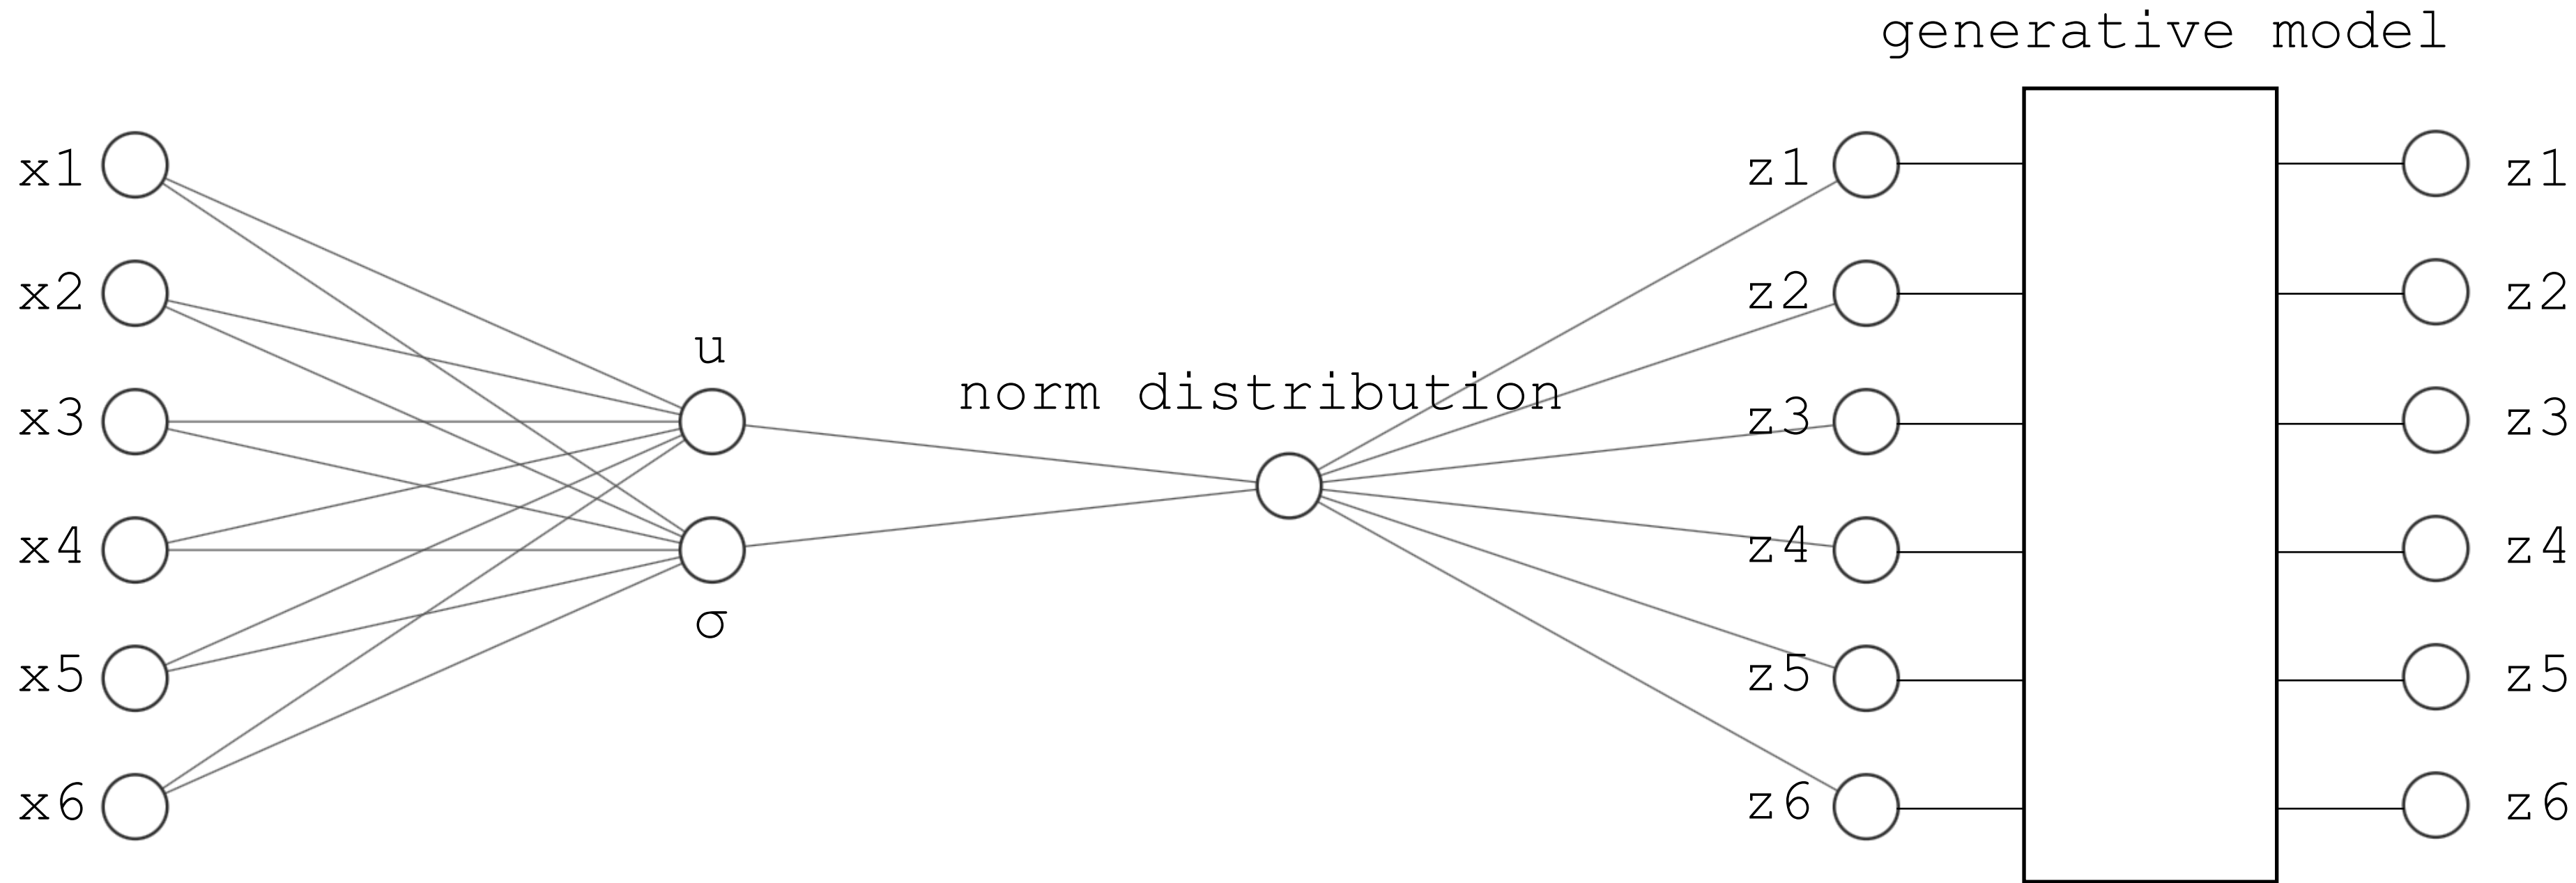 generative model
x1
x2
x3
x4
x5
x6
u
σ
norm distribution
z1
z2
z3
z4
z5
z6
z1
z2
z3
z4
z5
z6